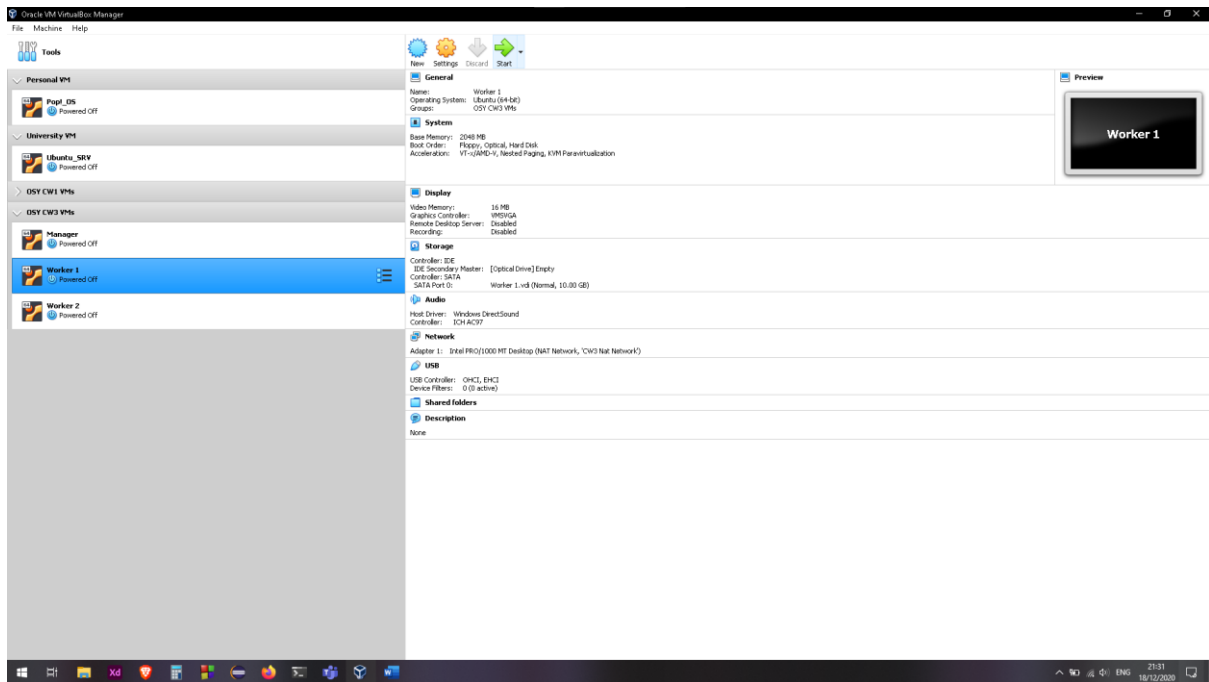 Oracle VM VirtualBox Manager
File Machine Help
Tools
New Settings Discard Start
Personal VM
Pop!_OS
Powered Off
University VM
Ubuntu_SRV
Powered Off
OSY CW1 VMs
OSY CW3 VMs
Manager
Powered Off
Worker 1
Powered Off
Worker 2
Powered Off
General
Name: Worker 1
Operating System: Ubuntu (64-bit)
Groups: OSY CW3 VMs
System
Base Memory: 2048 MB
Boot Order: Floppy, Optical, Hard Disk
Acceleration: VT-x/AMD-V, Nested Paging, KVM Paravirtualization
Preview
Worker 1
Display
Video Memory: 16 MB
Graphics Controller: VMSVGA
Remote Desktop Server: Disabled
Recording: Disabled
Storage
Controller: IDE
IDE Secondary Master: [Optical Drive] Empty
Controller: SATA
SATA Port 0: Worker 1.vdi (Normal, 10.00 GB)
Audio
Host Driver: Windows DirectSound
Controller: ICH AC97
Network
Adapter 1: Intel PRO/1000 MT Desktop (NAT Network, 'CW3 Nat Network')
USB
USB Controller: OHCI, EHCI
Device Filters: 0 (0 active)
Shared folders
Description
None
Xd
ENG
21:31
18/12/2020